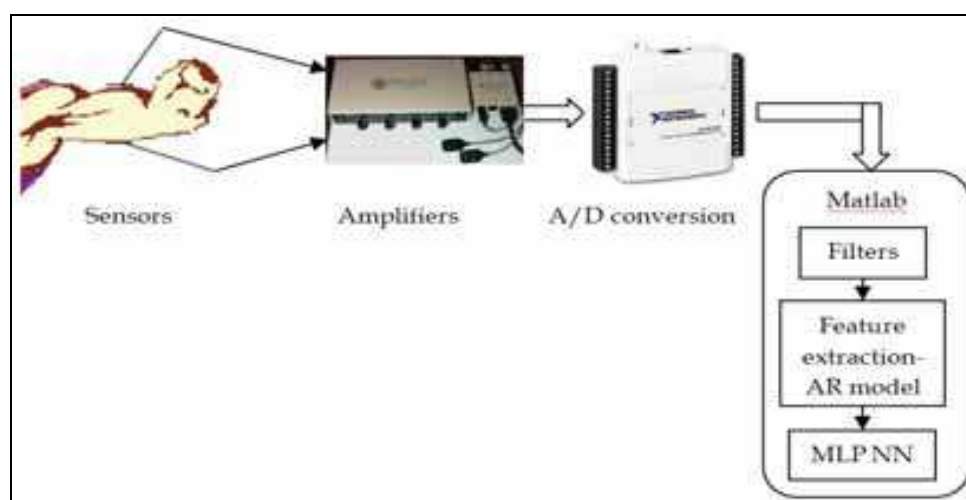 Sensors
Amplifiers
A/D conversion
Matlab
Filters
Feature
extraction-
AR model
MLP NN